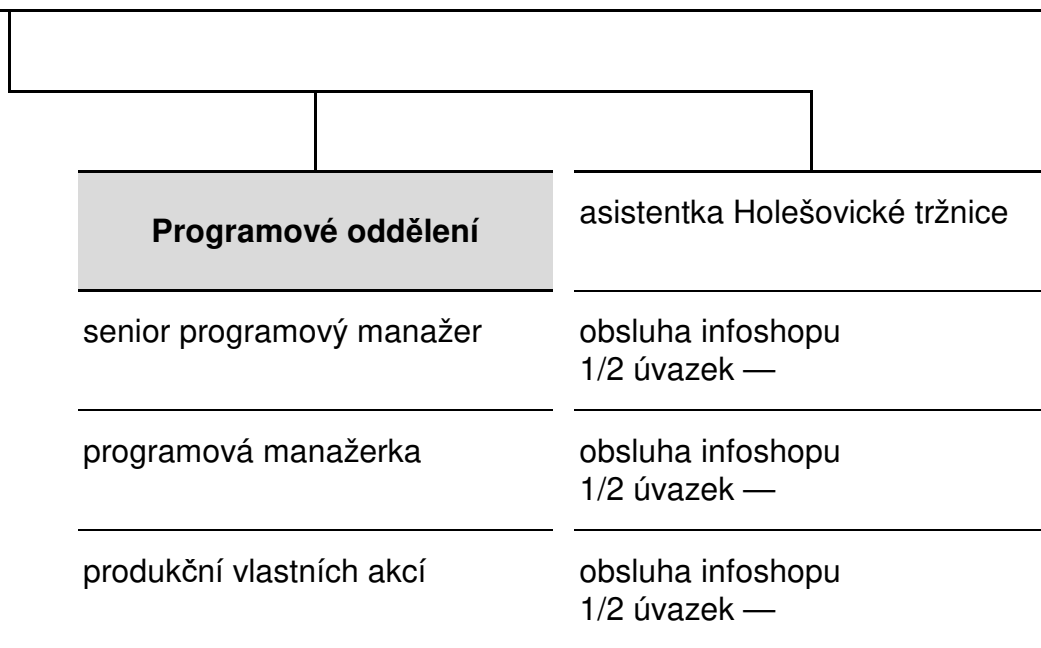 Programové oddělení
senior programový manažer
programová manažerka
produkční vlastních akcí
asistentka Holešovické tržnice
obsluha infoshopu
1/2 úvazek —
obsluha infoshopu
1/2 úvazek —
obsluha infoshopu
1/2 úvazek —